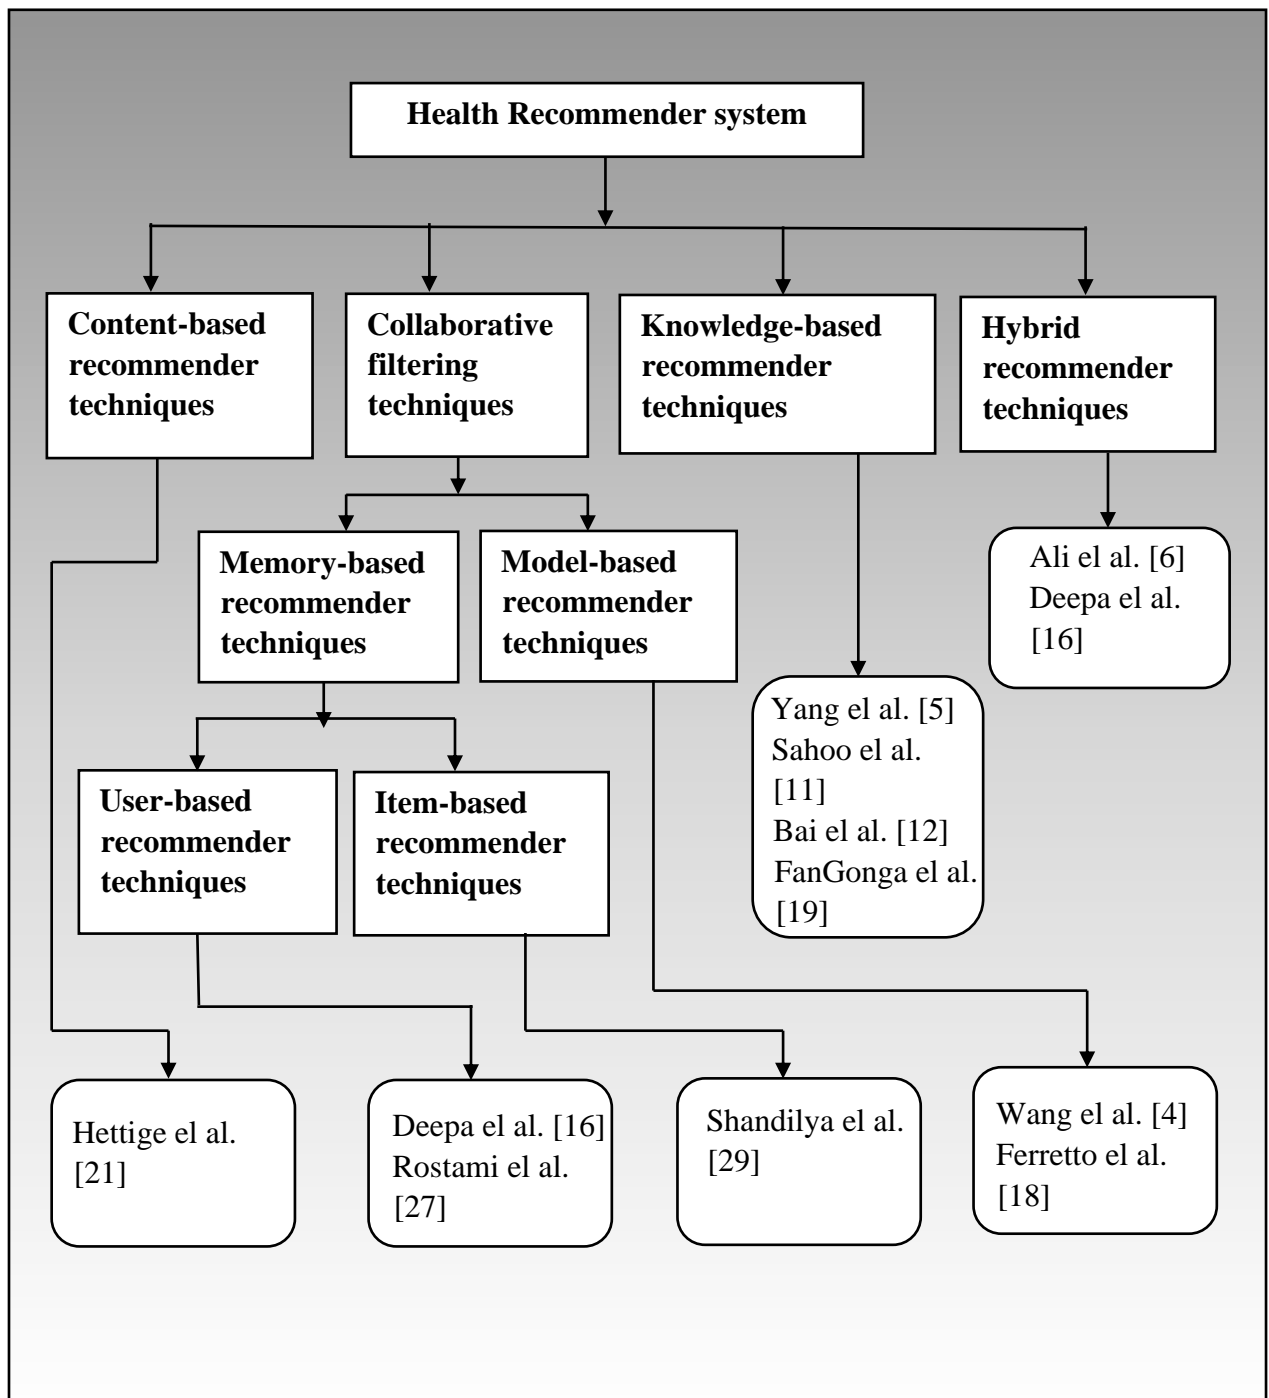 Health Recommender system
Content-based
recommender
techniques
Collaborative
filtering
techniques
Knowledge-based
recommender
techniques
Hybrid
recommender
techniques
Memory-based
recommender
techniques
Model-based
recommender
techniques
Ali el al. [6]
Deepa el al.
[16]
Yang el al. [5]
Sahoo el al.
[11]
Bai el al. [12]
FanGonga el al.
[19]
User-based
recommender
techniques
Item-based
recommender
techniques
Hettige el al.
[21]
Deepa el al. [16]
Rostami el al.
[27]
Shandilya el al.
[29]
Wang el al. [4]
Ferretto el al.
[18]